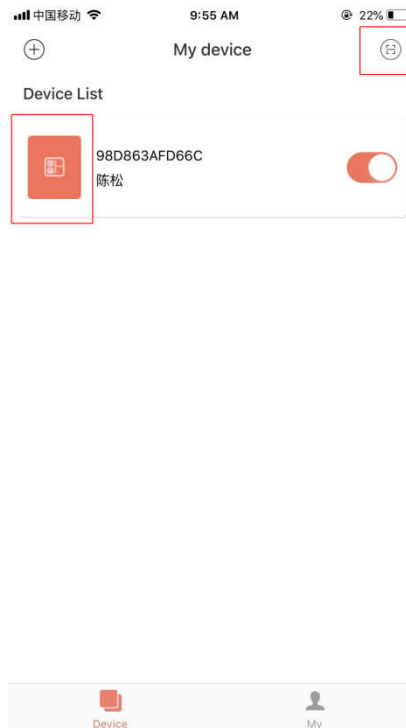 中国移动 9:55 AM 22%
My device
Device List
98D863AFD66C
陈松
Device My